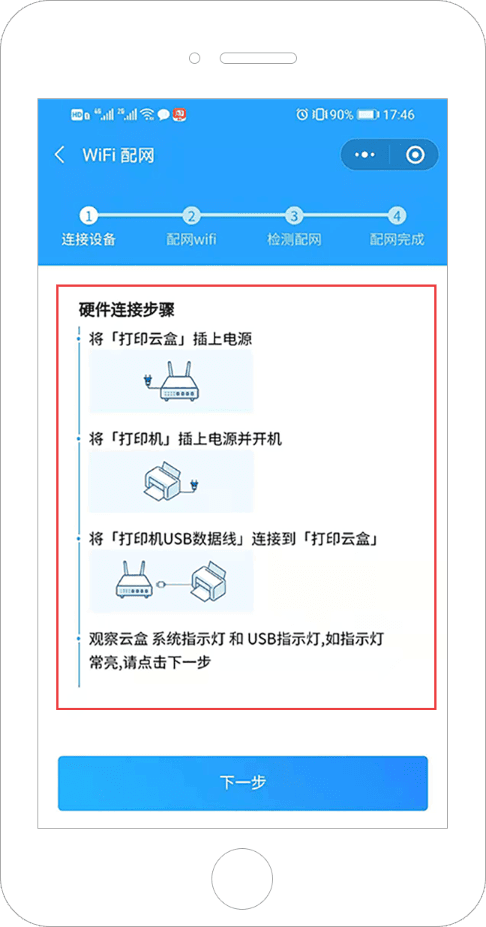 HD 4G 2G 90% 17:46
WiFi 配网
1 2 3 4
连接设备 配网wifi 检测配网 配网完成
硬件连接步骤
将「打印云盒」插上电源
将「打印机」插上电源并开机
将「打印机USB数据线」连接到「打印云盒」
观察云盒 系统指示灯 和 USB指示灯,如指示灯
常亮,请点击下一步
下一步